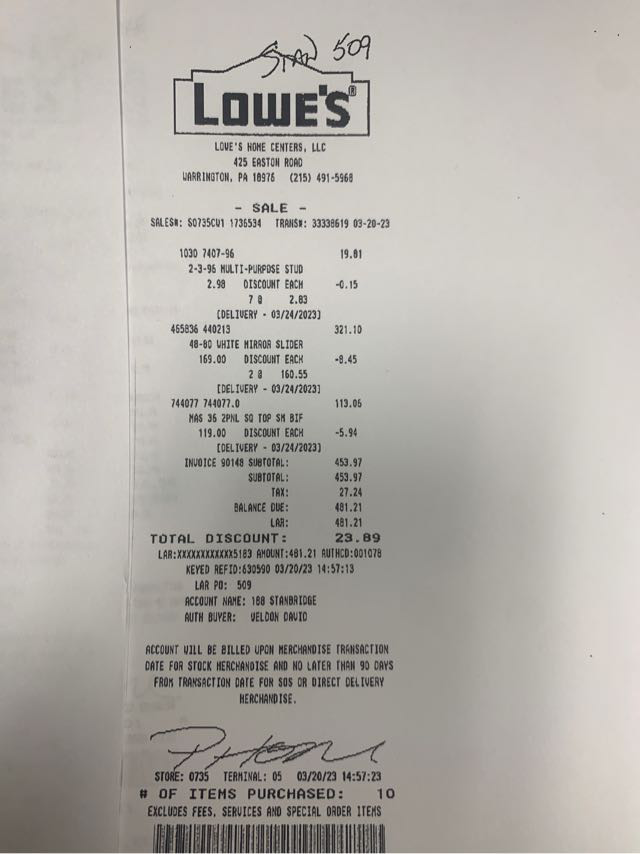 509
LOWE'S®
LOWE'S HOME CENTERS, LLC
425 EASTON ROAD
WARRINGTON, PA 18976 (215) 491-5968
- SALE -
SALES#: S0735CW1 1736534 TRANS#: 33338619 03-20-23
1030 7407-96 19.81
2-3-96 MULTI-PURPOSE STUD
2.98 DISCOUNT EACH -0.15
7 @ 2.83
[DELIVERY - 03/24/2023]
465836 440213 321.10
48-80 WHITE MIRROR SLIDER
169.00 DISCOUNT EACH -8.45
2 @ 160.55
[DELIVERY - 03/24/2023]
744077 744077.0 113.06
MAS 36 2PNL SQ TOP SM BIF
119.00 DISCOUNT EACH -5.94
[DELIVERY - 03/24/2023]
INVOICE 90148 SUBTOTAL: 453.97
SUBTOTAL: 453.97
TAX: 27.24
BALANCE DUE: 481.21
LAR: 481.21
TOTAL DISCOUNT: 23.89
LAR:XXXXXXXXXXXX5183 AMOUNT:481.21 AUTHCD:001078
KEYED REFID:630590 03/20/23 14:57:13
LAR PO: 509
ACCOUNT NAME: 188 STANBRIDGE
AUTH BUYER: WELDON DAVID
ACCOUNT WILL BE BILLED UPON MERCHANDISE TRANSACTION
DATE FOR STOCK MERCHANDISE AND NO LATER THAN 90 DAYS
FROM TRANSACTION DATE FOR SOS OR DIRECT DELIVERY
MERCHANDISE.
STORE: 0735 TERMINAL: 05 03/20/23 14:57:23
# OF ITEMS PURCHASED: 10
EXCLUDES FEES, SERVICES AND SPECIAL ORDER ITEMS